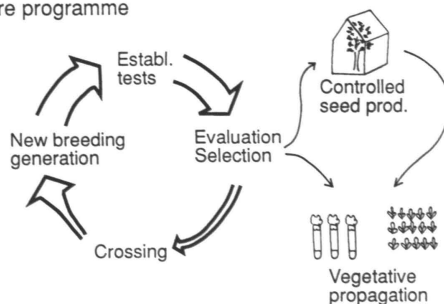 re programme
Establ.
tests
Controlled
seed prod.
New breeding
generation
Evaluation
Selection
Crossing
Vegetative
propagation